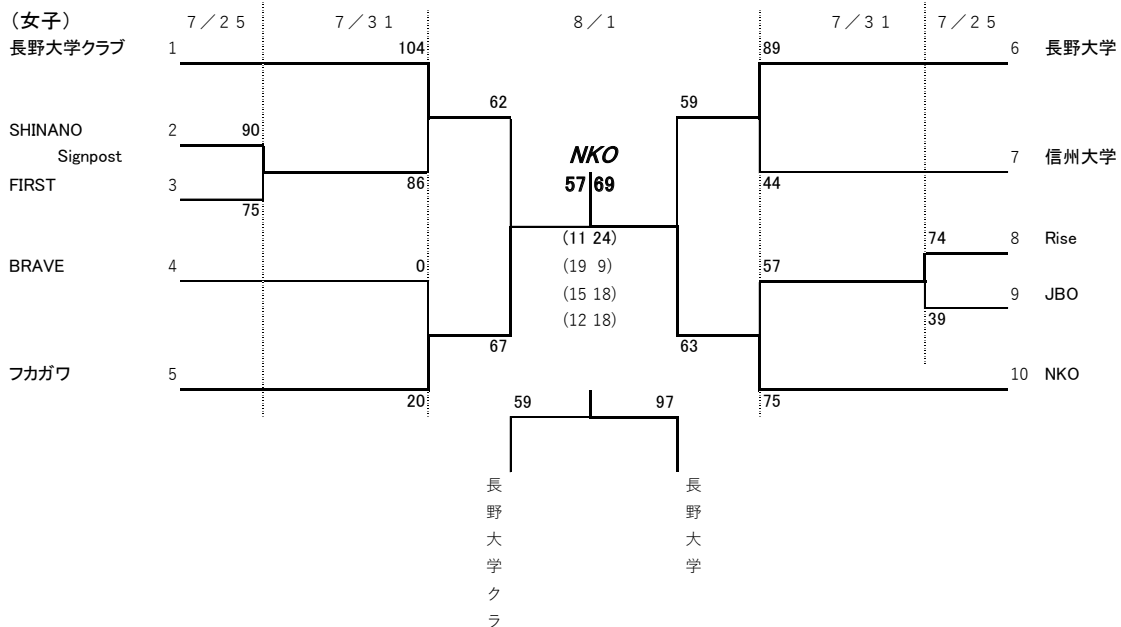 （女子） ７／２５ ７／３１ ８／１ ７／３１ ７／２５
長野大学クラブ 1 104 89 6 長野大学
62 59
SHINANO 2 90
Signpost NKO 7 信州大学
FIRST 3 86 57 69 44
75
(11 24) 74 8 Rise
BRAVE 4 0 (19 9) 57
(15 18) 9 JBO
(12 18) 39
67 63
フカガワ 5 10 NKO
20 59 97 75
長野大学クラ
長野大学